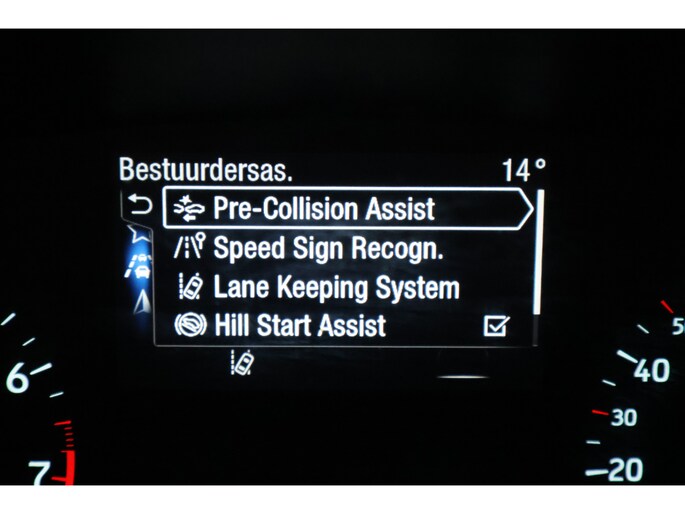 Bestuurdersas. 14°
Pre-Collision Assist
Speed Sign Recogn.
Lane Keeping System
Hill Start Assist
6
7
5
40
30
20